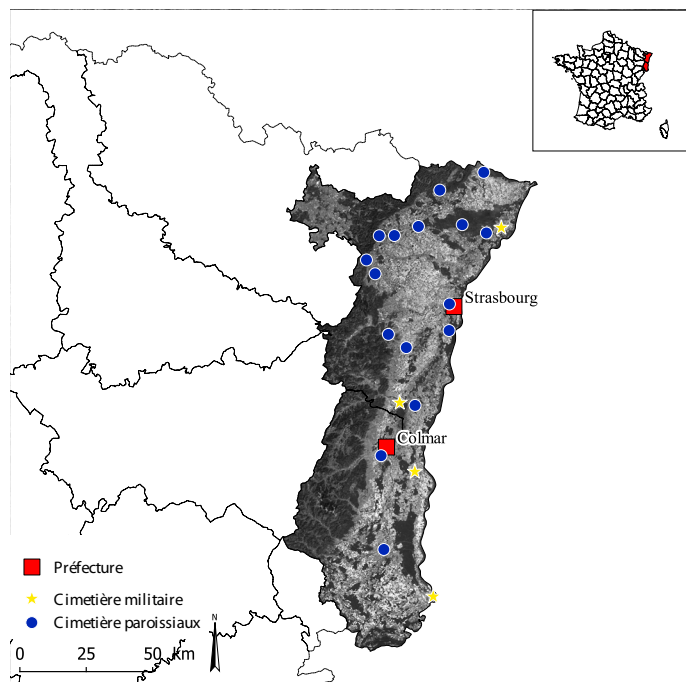 Strasbourg
Colmar
Préfecture
Cimetière militaire
Cimetière paroissiaux
N
0 25 50 km